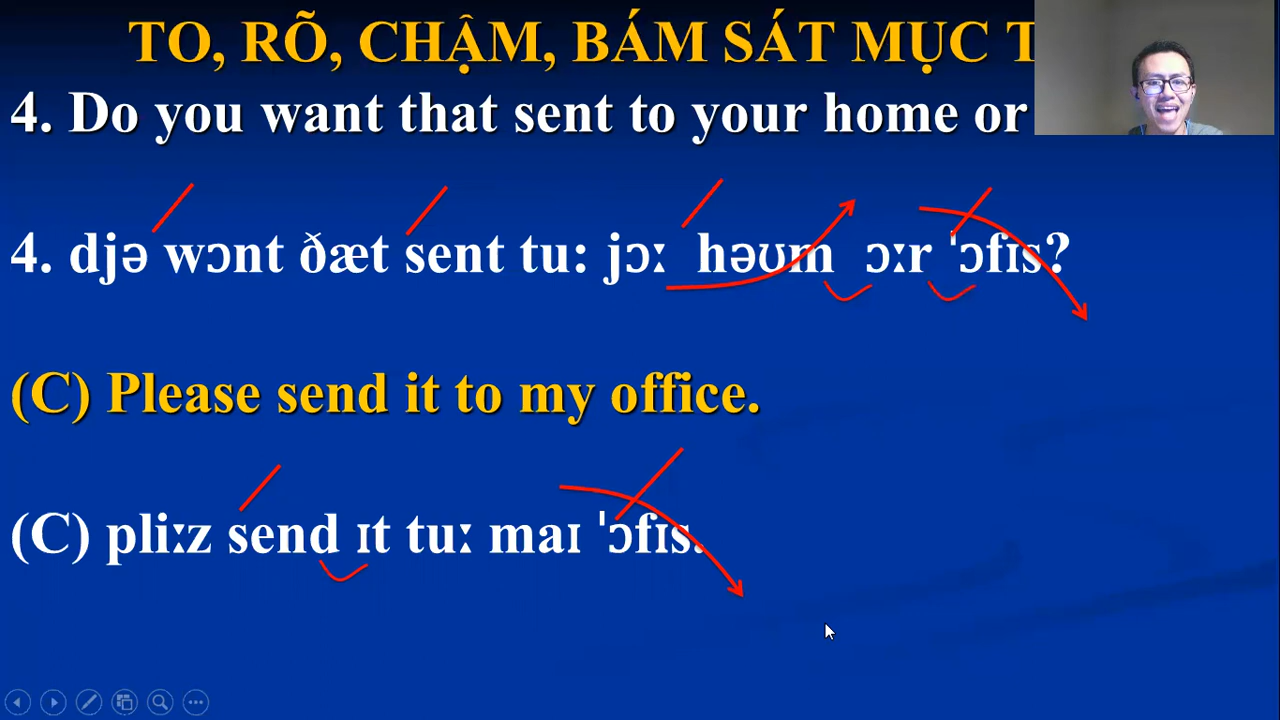 TO, RÕ, CHẬM, BÁM SÁT MỤC T
4. Do you want that sent to your home or
4. djə wɔnt ðæt sent tu: jɔː həʊm ɔːr ˈɔfɪs?
(C) Please send it to my office.
(C) pliːz send ɪt tuː maɪ ˈɔfɪs.